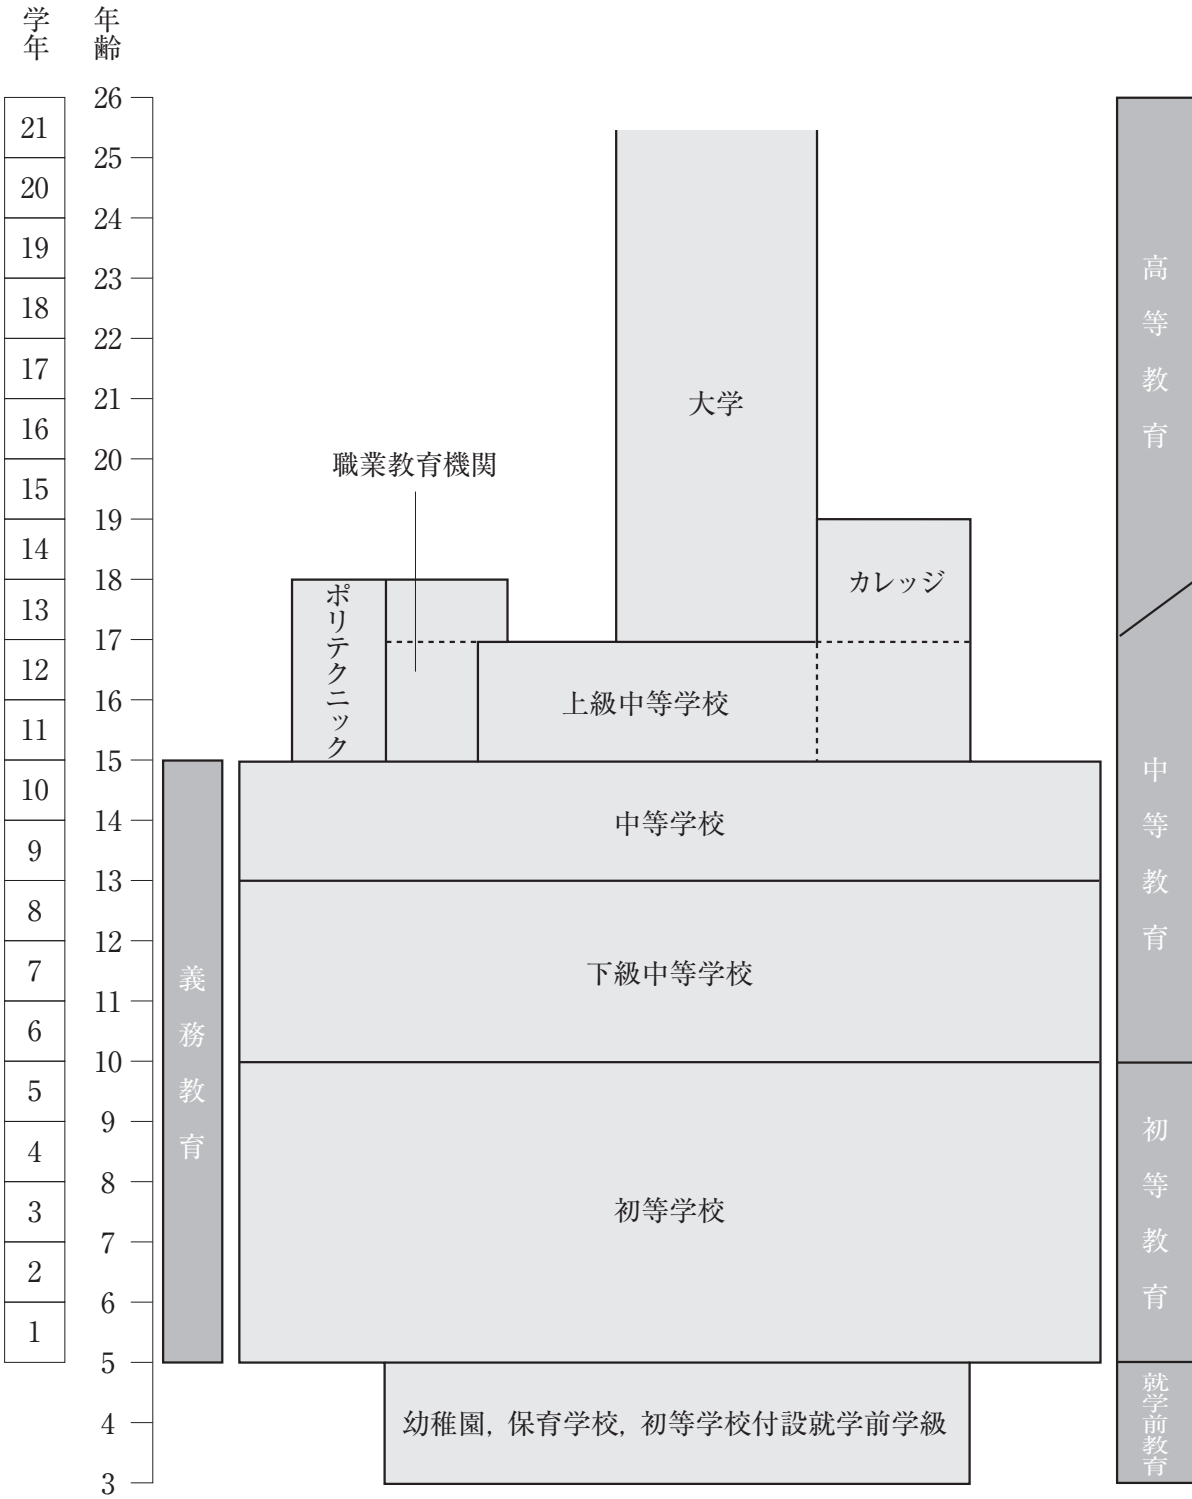 学年
年齢
26
21
25
20
24
19
23
18
22
17
21
16
20
15
19
14
18
13
17
12
16
11
15
10
14
9
13
8
12
7
11
6
10
5
9
4
8
3
7
2
6
1
5
4
3
義務教育
大学
職業教育機関
カレッジ
ポリテクニック
上級中等学校
中等学校
下級中等学校
初等学校
幼稚園, 保育学校, 初等学校付設就学前学級
高等教育
中等教育
初等教育
就学前教育